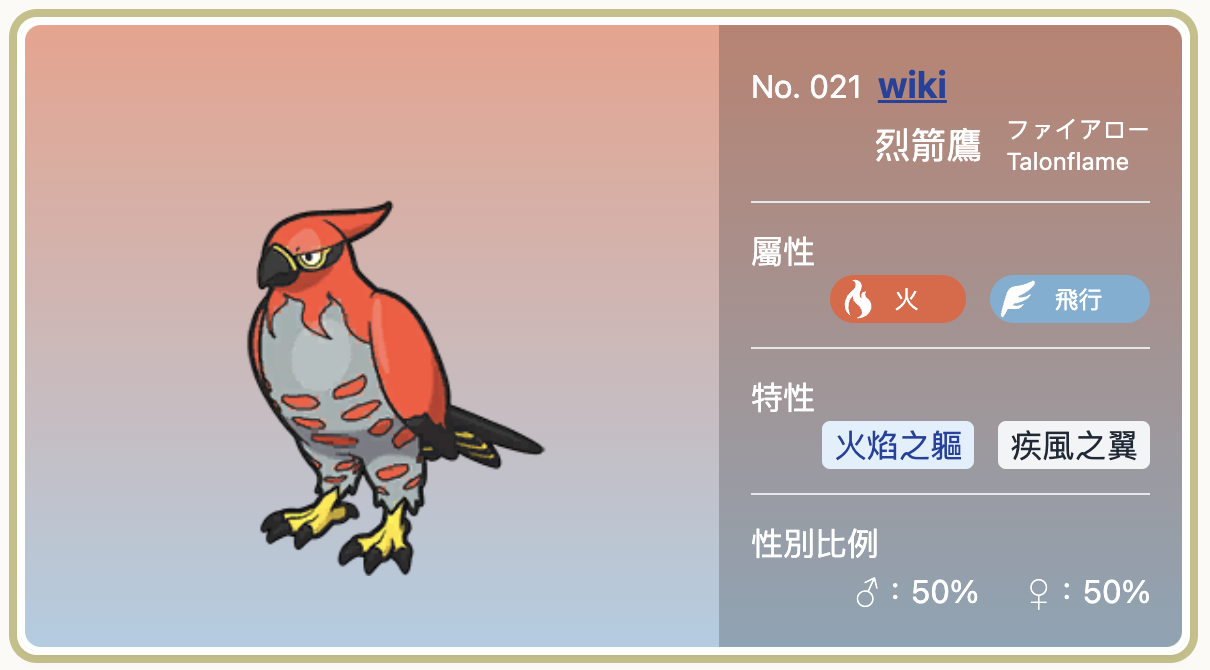 No. 021 wiki
烈箭鷹
ファイアロー
Talonflame
屬性
火 飛行
特性
火焰之軀 疾風之翼
性別比例
♂：50% ♀：50%